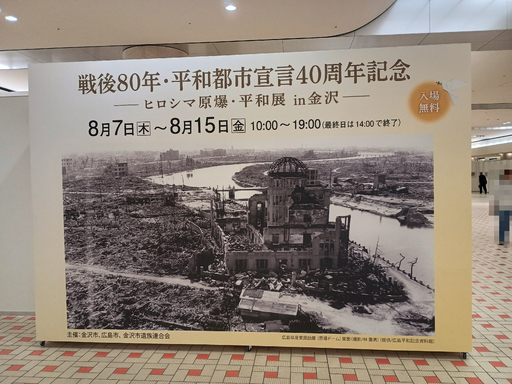 戦後80年・平和都市宣言40周年記念
ヒロシマ原爆・平和展 in金沢
入場
無料
8月7日木～8月15日金 10:00～19:00(最終日は14:00で終了)
主催:金沢市、広島市、金沢市遺族連合会